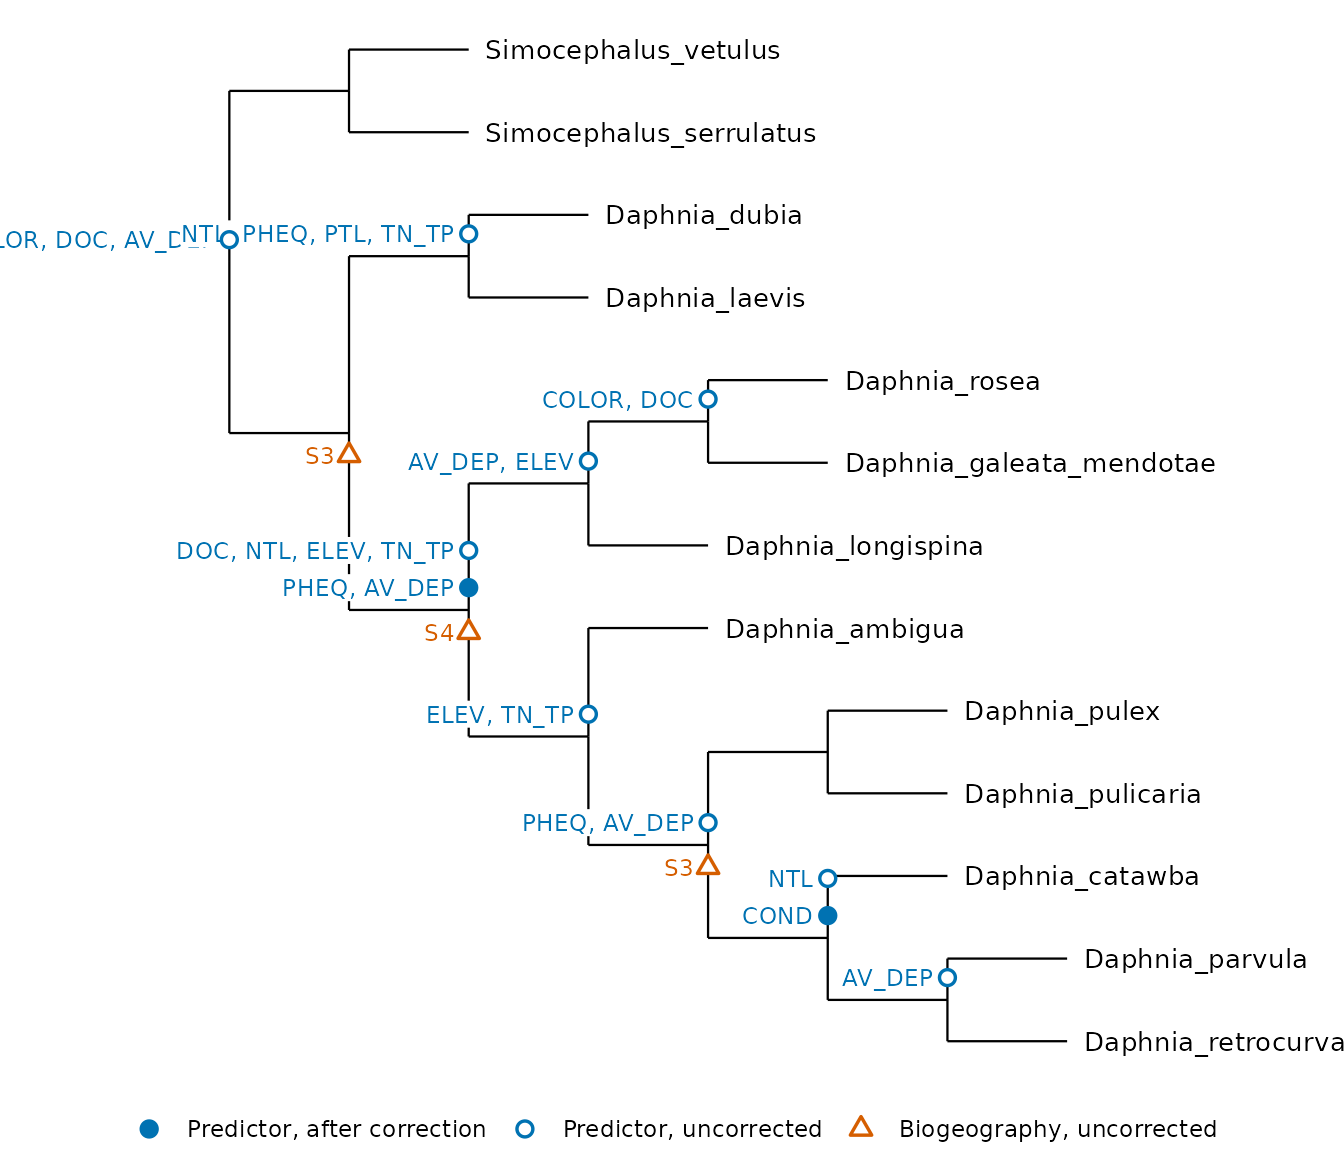 Simocephalus_vetulus
Simocephalus_serrulatus
Daphnia_dubia
NTL, PHEQ, PTL, TN_TP
DOC,
Daphnia_laevis
Daphnia_rosea
COLOR, DOC
S3
AV_DEP, ELEV
Daphnia_galeata_mendotae
Daphnia_longispina
DOC, NTL, ELEV, TN_TP
PHEQ, AV_DEP
S4
Daphnia_ambigua
ELEV, TN_TP
Daphnia_pulex
Daphnia_pulicaria
PHEQ, AV_DEP
S3
NTL
Daphnia_catawba
COND
Daphnia_parvula
AV_DEP
Daphnia_retrocurva
Predictor, after correction
Predictor, uncorrected
Biogeography, uncorrected